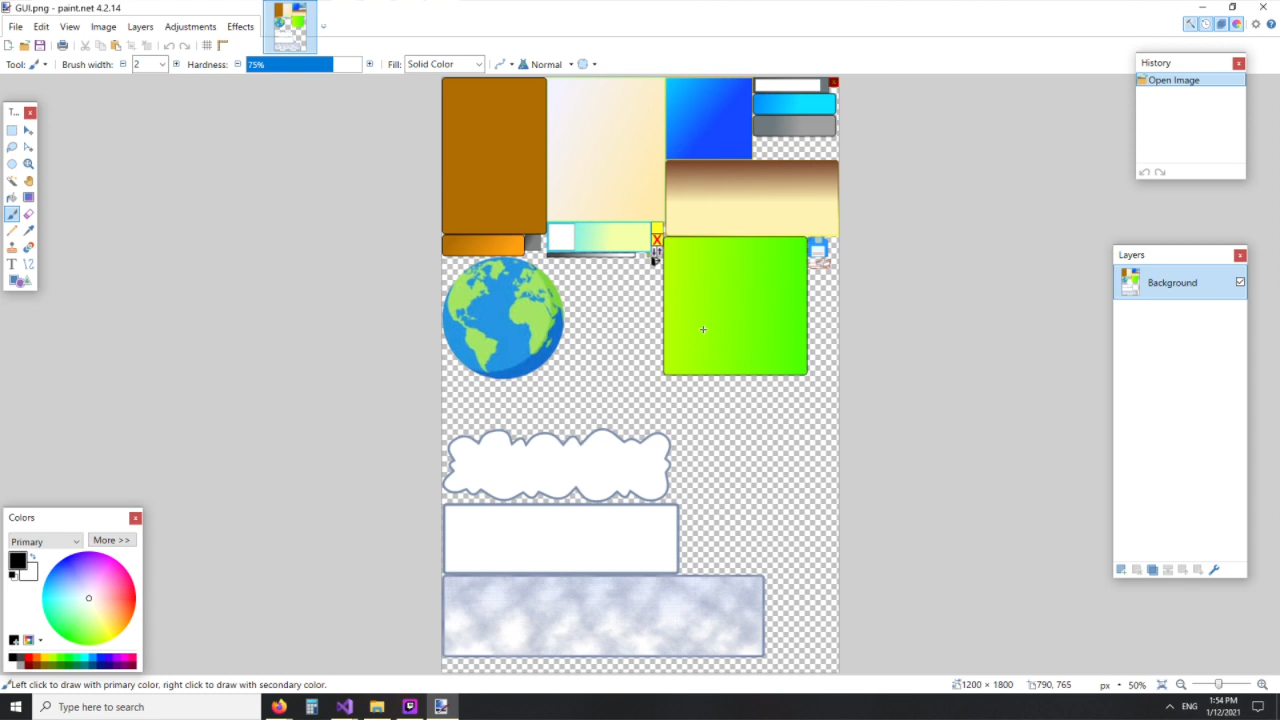 GUI.png - paint.net 4.2.14
File Edit View Image Layers Adjustments Effects
Tool: Brush width: 2 Hardness: 75% Fill: Solid Color Normal
History
Open Image
T...
Layers
Background
Colors
Primary More >>
Left click to draw with primary color, right click to draw with secondary color.
1200 × 1800 790, 765 px 50%
Type here to search
ENG
1:54 PM
1/12/2021